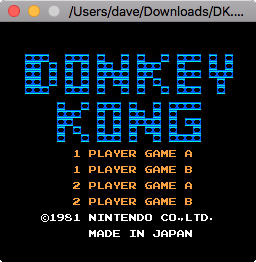 /Users/dave/Downloads/DK....
DONKEY
KONG
1 PLAYER GAME A
1 PLAYER GAME B
2 PLAYER GAME A
2 PLAYER GAME B
©1981 NINTENDO CO.,LTD.
MADE IN JAPAN